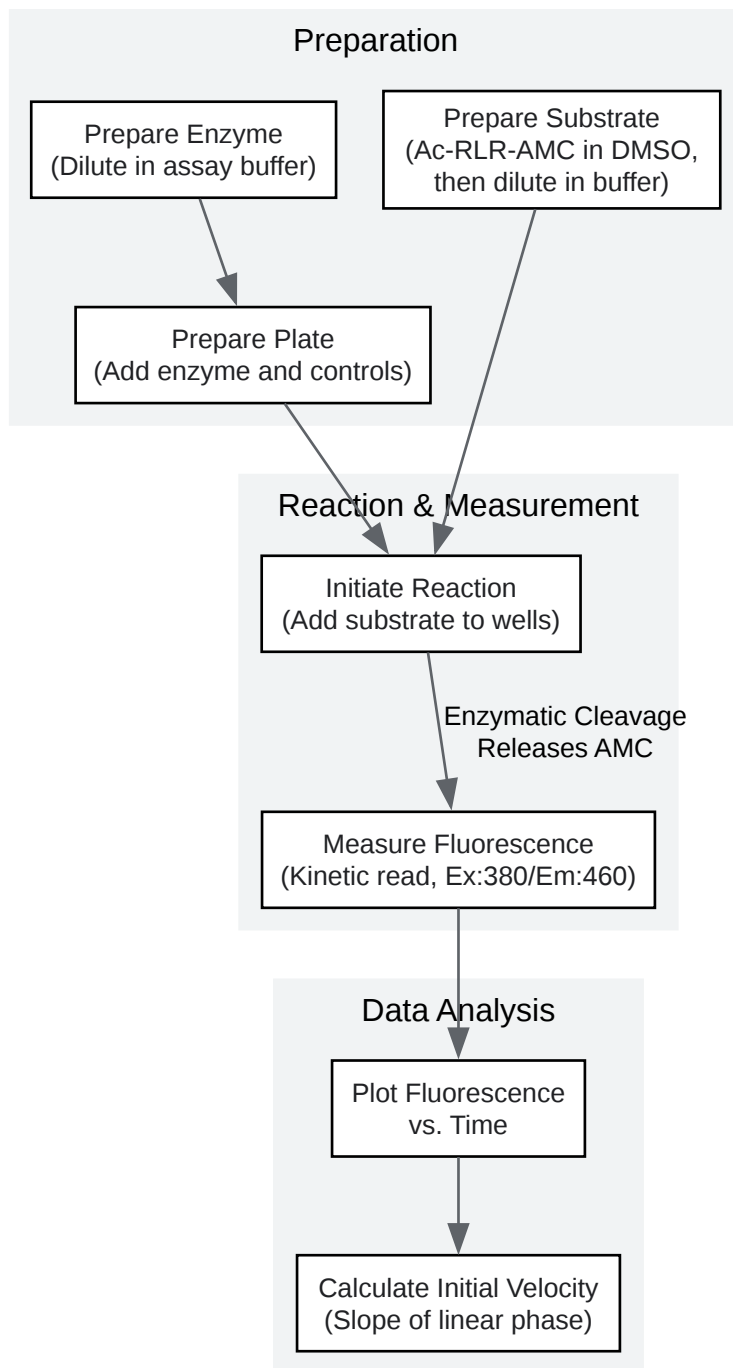 Preparation
Prepare Enzyme
(Dilute in assay buffer)
Prepare Substrate
(Ac-RLR-AMC in DMSO,
then dilute in buffer)
Prepare Plate
(Add enzyme and controls)
Reaction & Measurement
Initiate Reaction
(Add substrate to wells)
Enzymatic Cleavage
Releases AMC
Measure Fluorescence
(Kinetic read, Ex:380/Em:460)
Data Analysis
Plot Fluorescence
vs. Time
Calculate Initial Velocity
(Slope of linear phase)